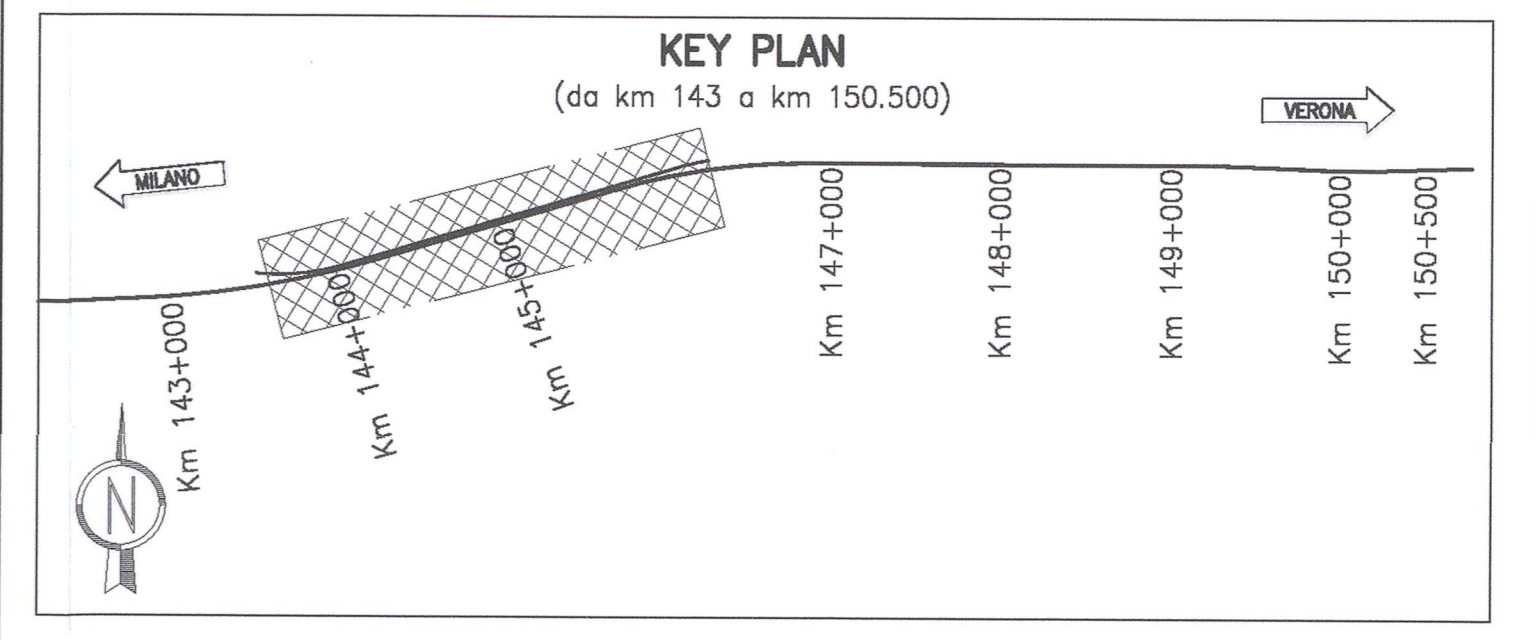 KEY PLAN
(da km 143 a km 150.500)
VERONA
MILANO
Km 143+000
Km 144+000
Km 145+000
Km 147+000
Km 148+000
Km 149+000
Km 150+000
Km 150+500
N